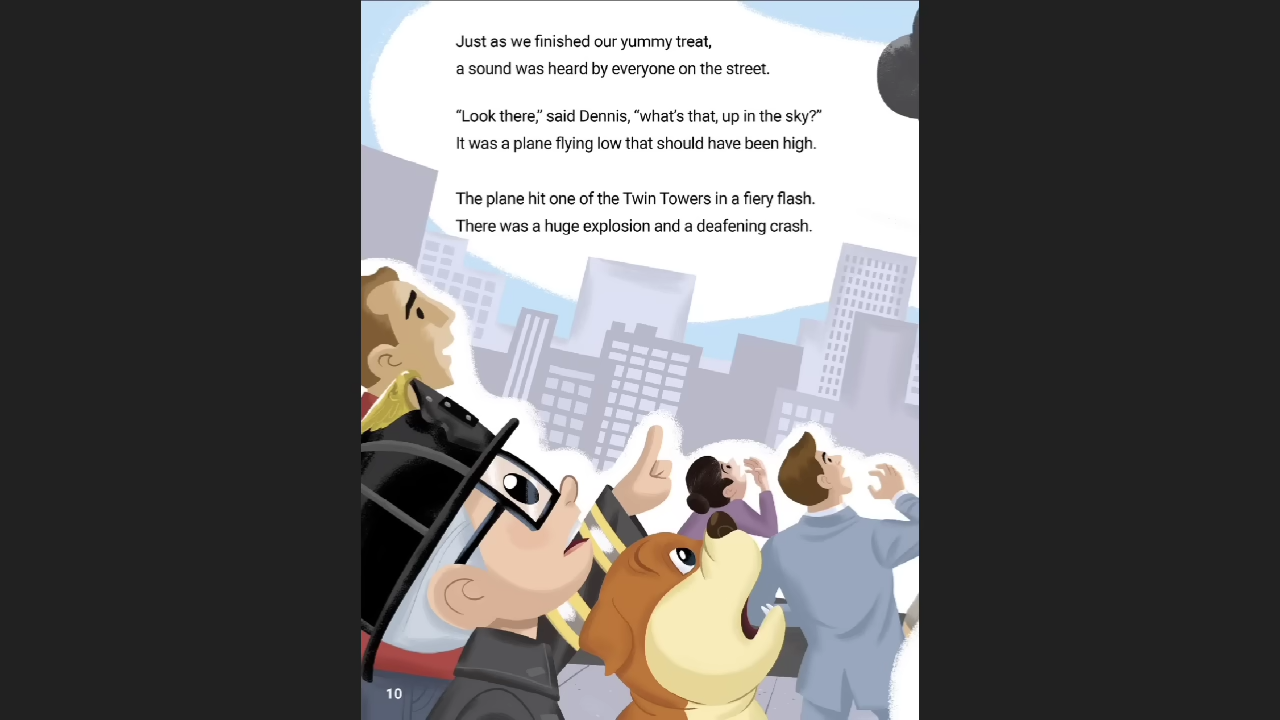 Just as we finished our yummy treat,
a sound was heard by everyone on the street.
“Look there,” said Dennis, “what’s that, up in the sky?”
It was a plane flying low that should have been high.
The plane hit one of the Twin Towers in a fiery flash.
There was a huge explosion and a deafening crash.
10